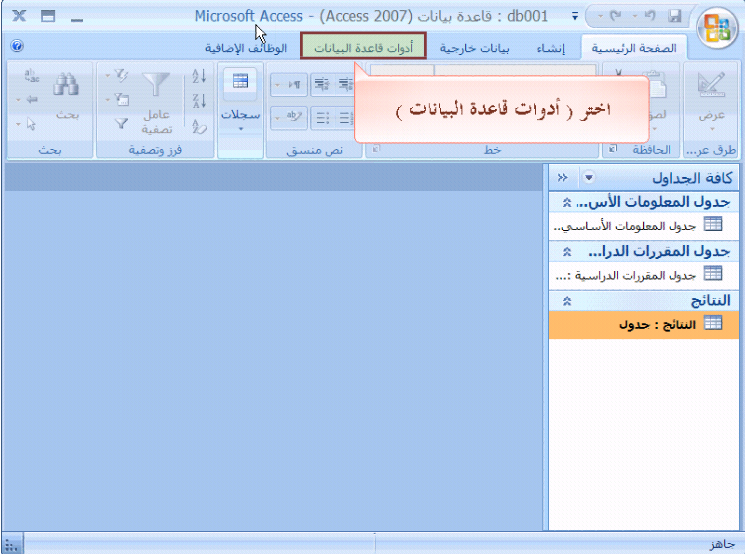 db001 : قاعدة بيانات (Access 2007) - Microsoft Access
الصفحة الرئيسية
إنشاء
بيانات خارجية
أدوات قاعدة البيانات
الوظائف الإضافية
اختر ( أدوات قاعدة البيانات )
عرض
سجلات
عامل تصفية
بحث
طرق عر...
الحافظة
خط
نص منسق
فرز وتصفية
بحث
كافة الجداول
جدول المعلومات الأس...
جدول المعلومات الأساسي..
جدول المقررات الدرا...
جدول المقررات الدراسية :...
النتائج
النتائج : جدول
جاهز